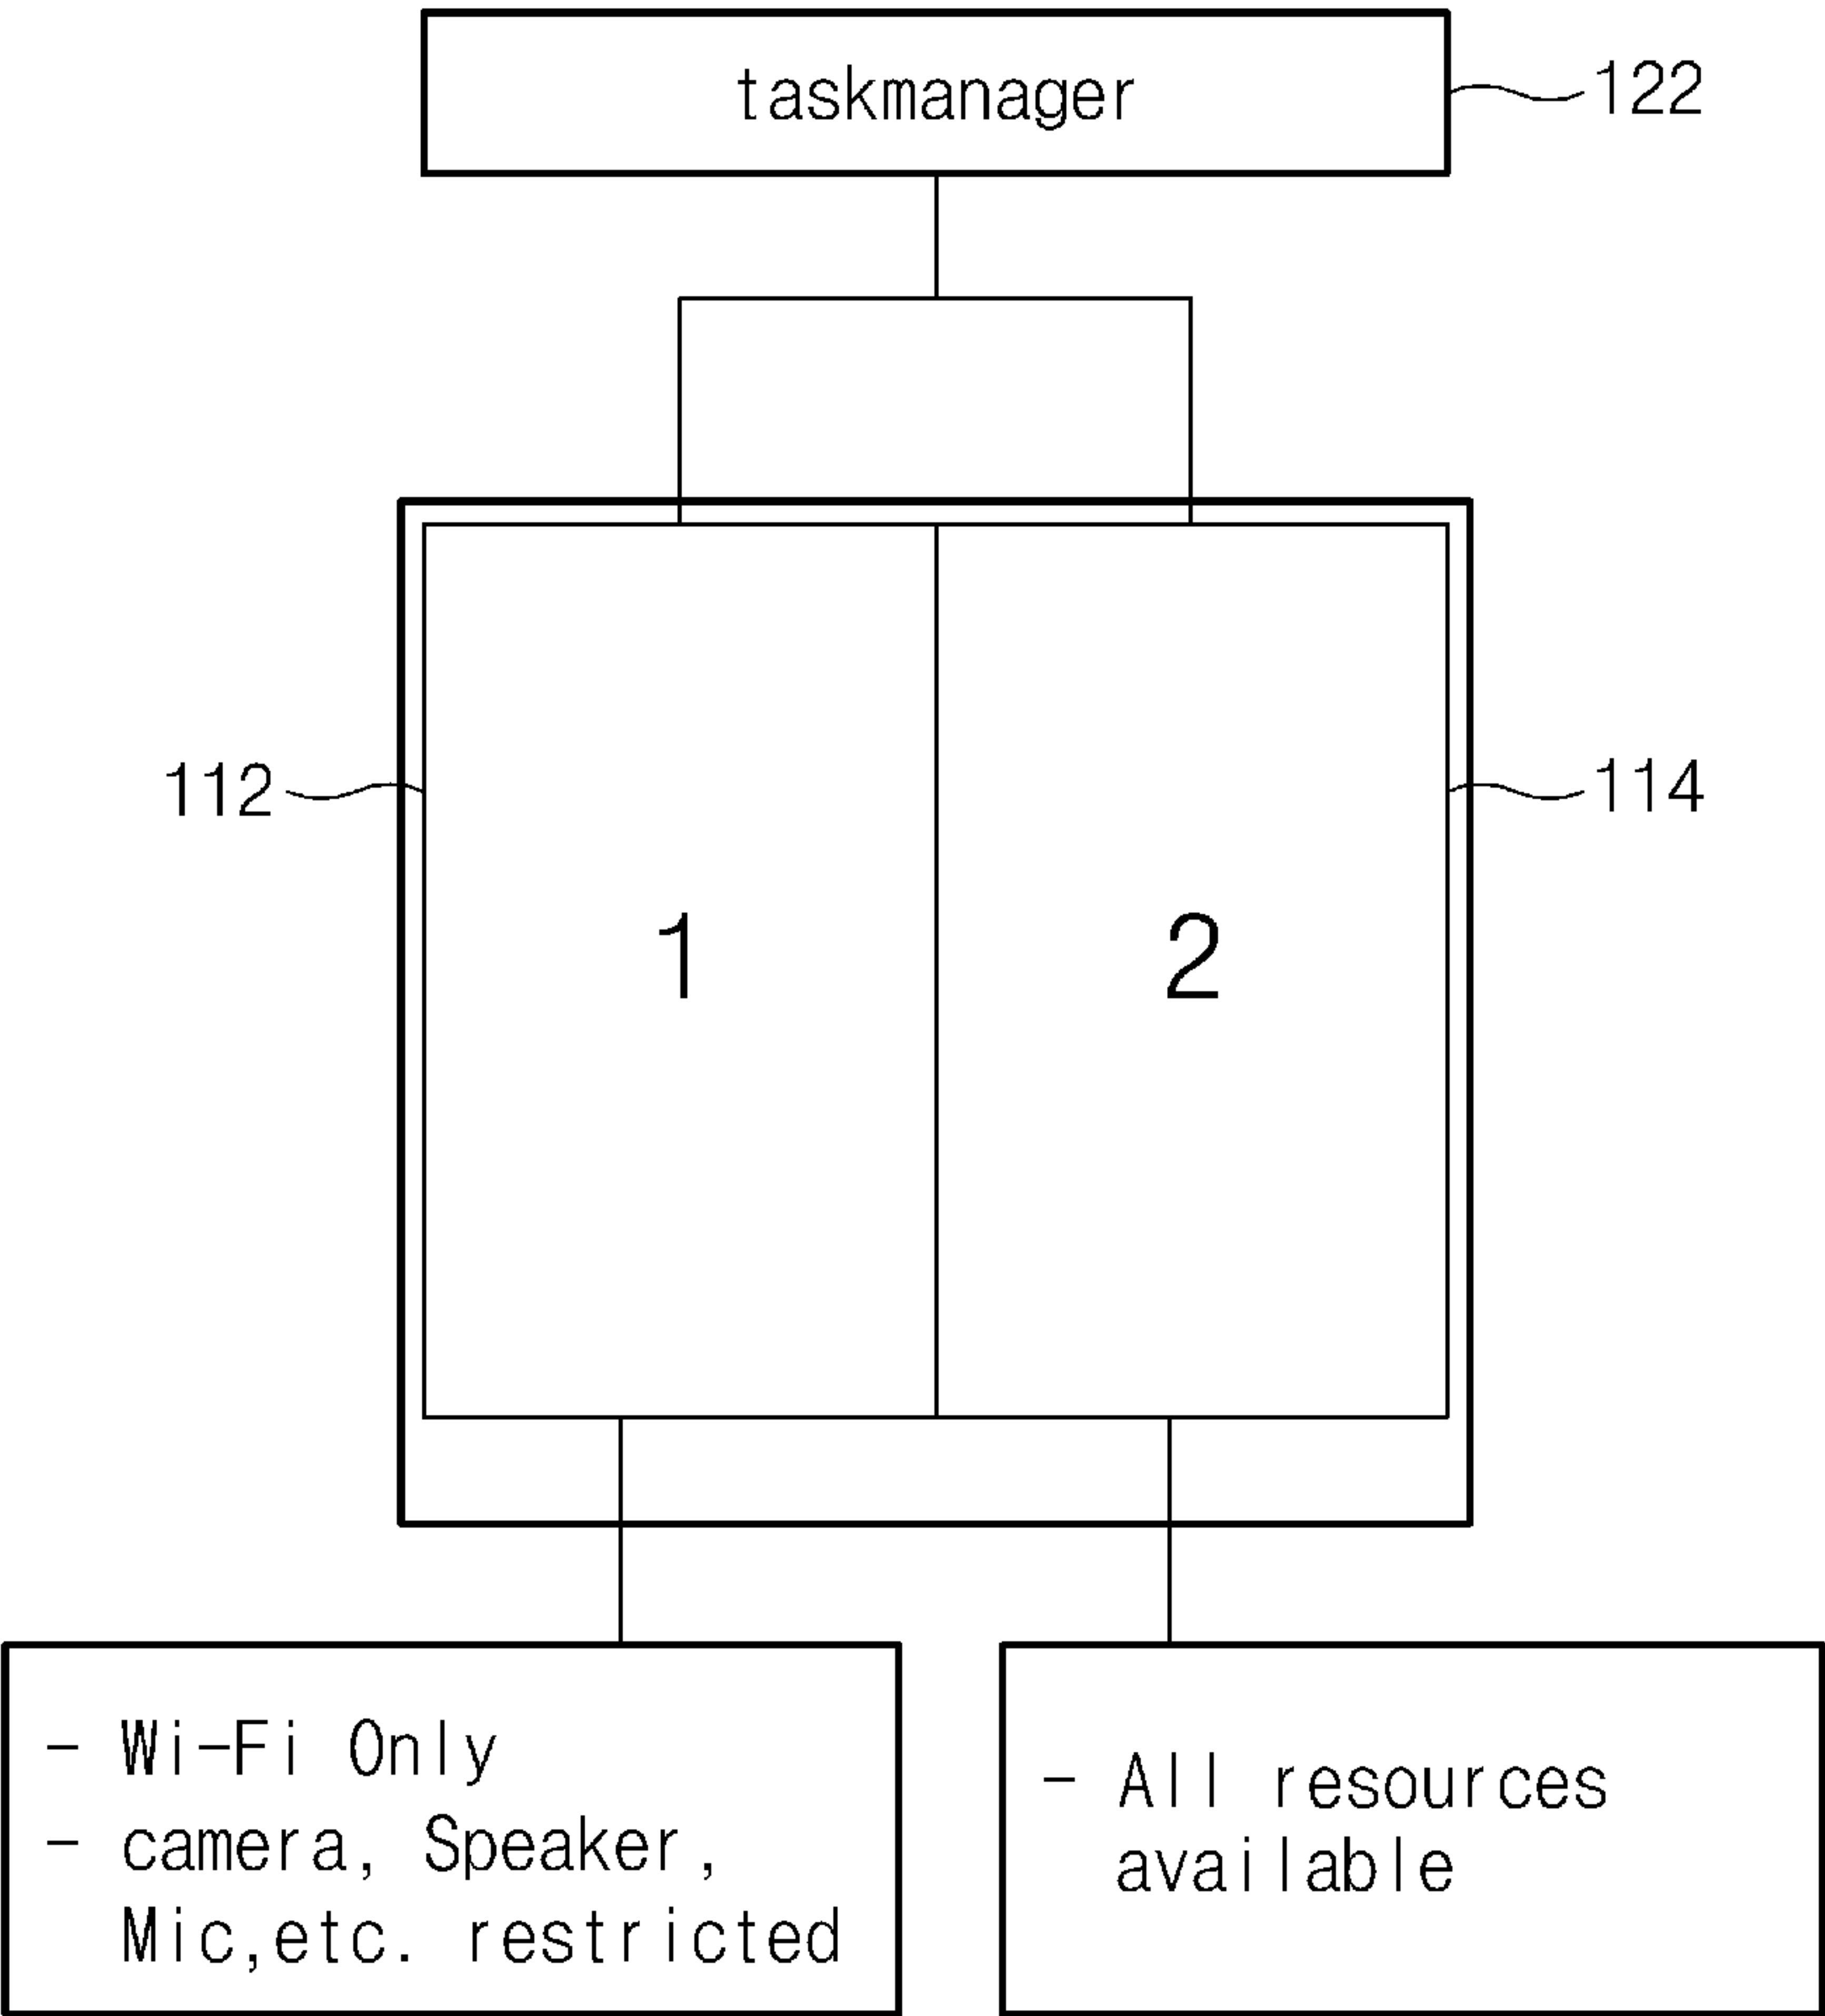 taskmanager
122
112
114
1
2
- Wi-Fi Only
- camera, Speaker,
Mic,etc. restricted
- All resources
available